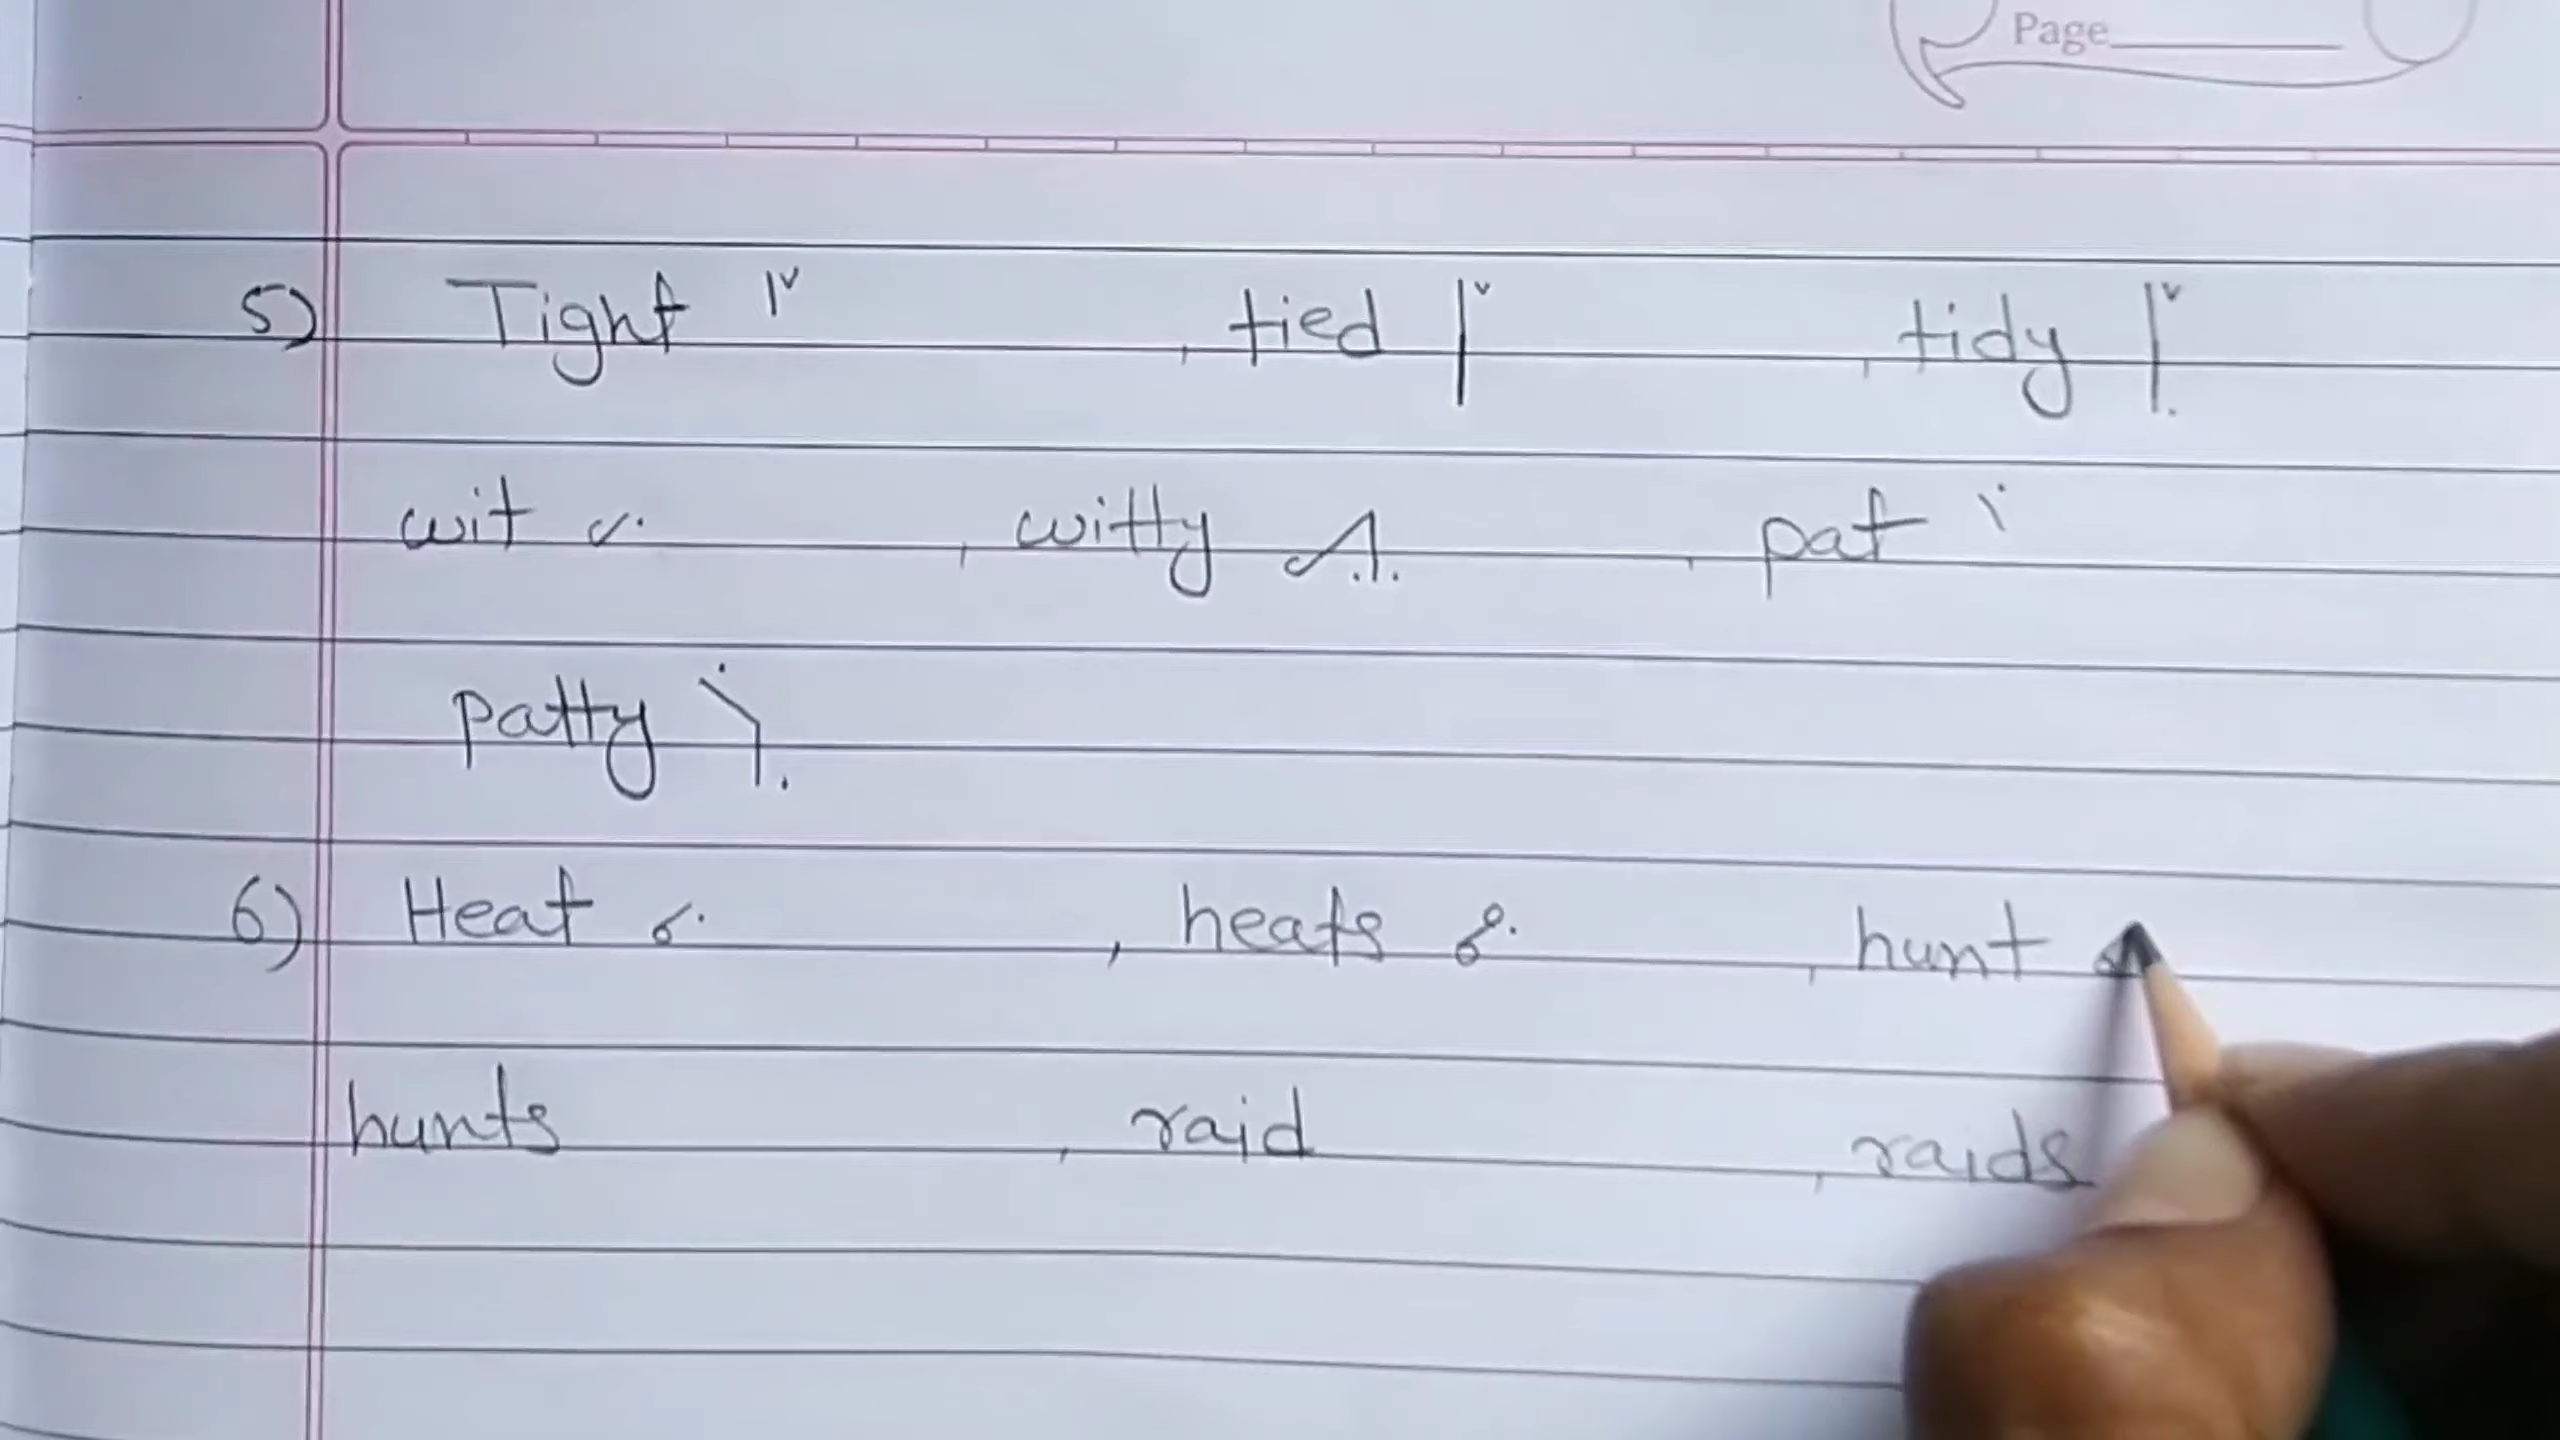 Page
5) Tight , tied , tidy
wit , witty , pat
patty
6) Heat , heats , hunt
hunts , raid , raids